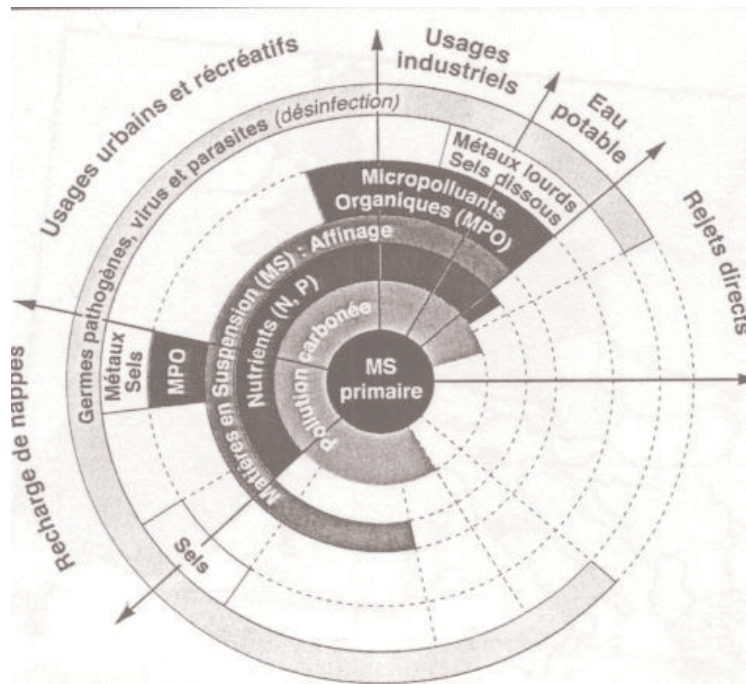 Usages urbains et récréatifs
Usages
industriels
Eau
potable
Rejets directs
Recharge de nappes
Germes pathogènes, virus et parasites (désinfection)
Métaux lourds
Sels dissous
Micropolluants
Organiques (MPO)
Matières en Suspension (MS) : Affinage
Nutrients (N, P)
Pollution carbonée
MS
primaire
Métaux
Sels
MPO
Sels